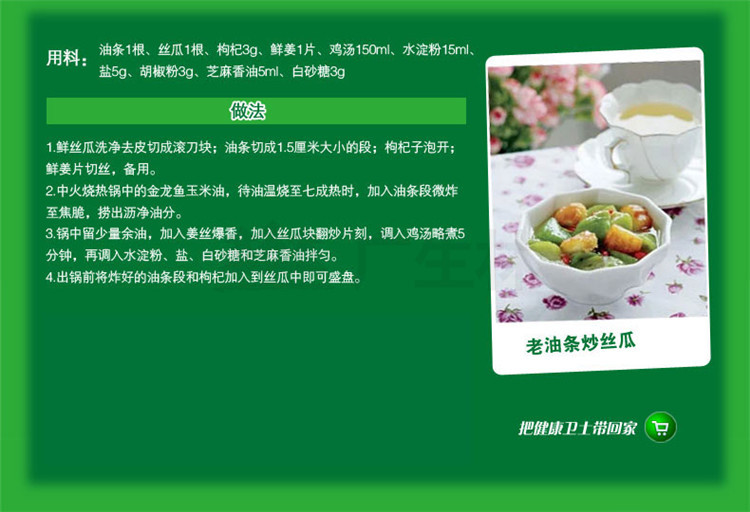 用料：
油条1根、丝瓜1根、枸杞3g、鲜姜1片、鸡汤150ml、水淀粉15ml、
盐5g、胡椒粉3g、芝麻香油5ml、白砂糖3g
做法
1.鲜丝瓜洗净去皮切成滚刀块；油条切成1.5厘米大小的段；枸杞子泡开；
鲜姜片切丝，备用。
2.中火烧热锅中的金龙鱼玉米油，待油温烧至七成热时，加入油条段微炸
至焦脆，捞出沥净油分。
3.锅中留少量余油，加入姜丝爆香，加入丝瓜块翻炒片刻，调入鸡汤略煮5
分钟，再调入水淀粉、盐、白砂糖和芝麻香油拌匀。
4.出锅前将炸好的油条段和枸杞加入到丝瓜中即可盛盘。
老油条炒丝瓜
把健康卫士带回家